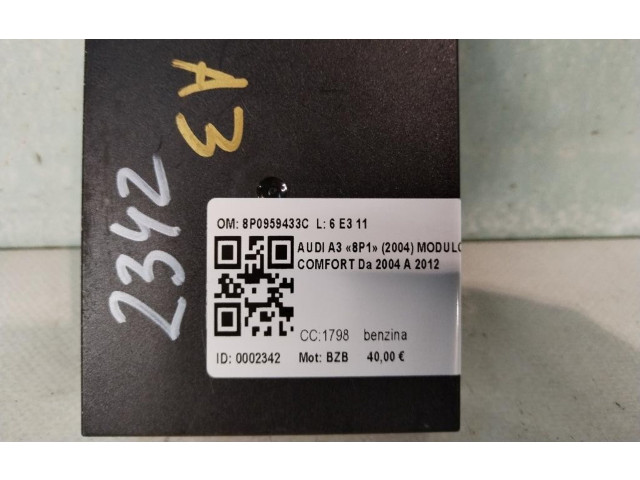 A3
2342
OM: 8P0959433C L: 6 E3 11
AUDI A3 «8P1» (2004) MODULO
COMFORT Da 2004 A 2012
CC:1798 benzina
ID: 0002342 Mot: BZB 40,00 €